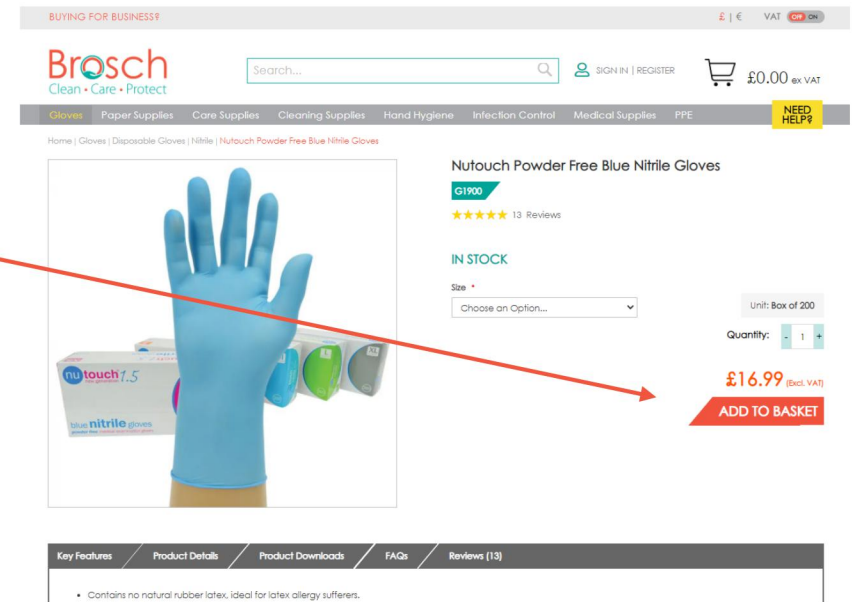 BUYING FOR BUSINESS?
£ | € VAT OFF ON
Brosch
Clean • Care • Protect
Search...
SIGN IN | REGISTER
£0.00 ex VAT
Gloves Paper Supplies Care Supplies Cleaning Supplies Hand Hygiene Infection Control Medical Supplies PPE
NEED
HELP?
Home | Gloves | Disposable Gloves | Nitrile | Nutouch Powder Free Blue Nitrile Gloves
Nutouch Powder Free Blue Nitrile Gloves
G1900
13 Reviews
IN STOCK
Size *
Choose an Option...
Unit: Box of 200
Quantity: - 1 +
£16.99 (Excl. VAT)
ADD TO BASKET
L
XL
nu touch 1.5
blue nitrile gloves
Key Features Product Details Product Downloads FAQs Reviews (13)
• Contains no natural rubber latex, ideal for latex allergy sufferers.